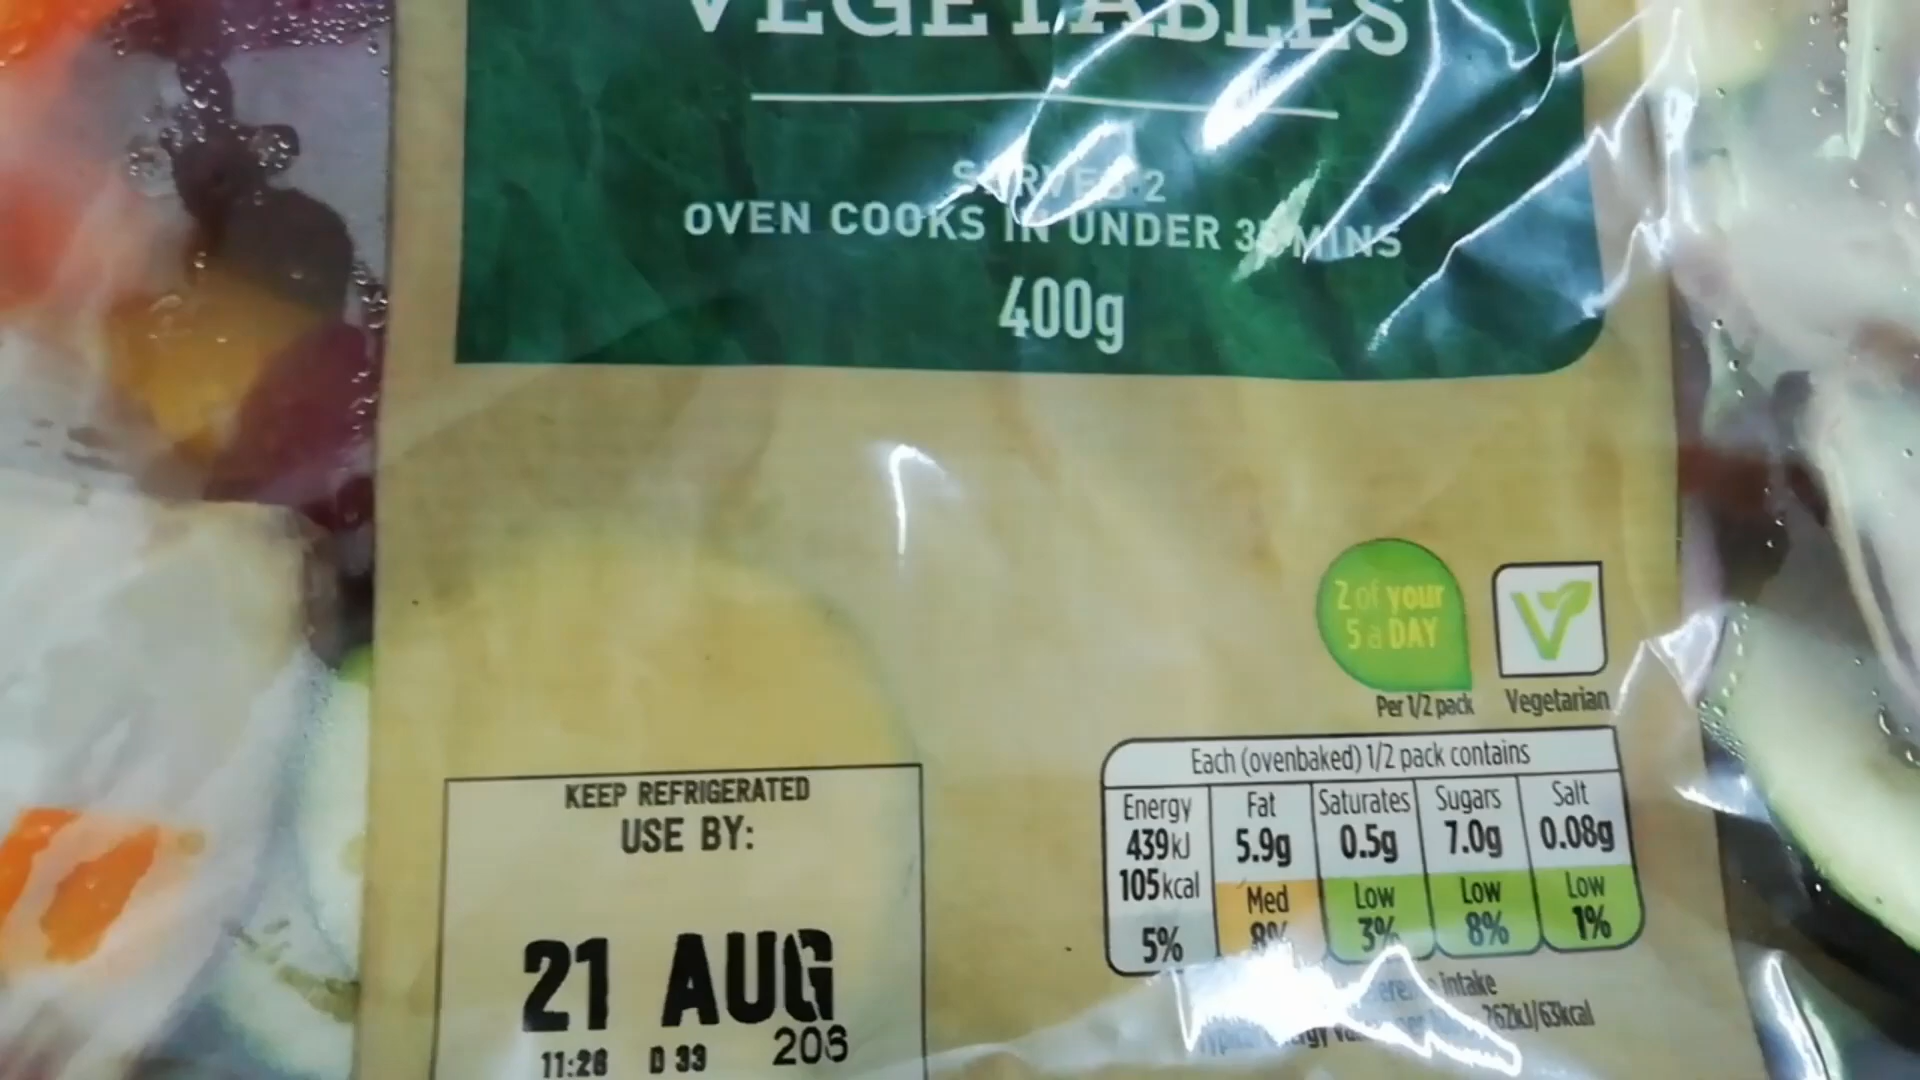 VEGETABLES
SERVES 2
OVEN COOKS IN UNDER 35 MINS
400g
2 of your
5 a DAY
Per 1/2 pack
Vegetarian
KEEP REFRIGERATED
USE BY:
21 AUG
206
11:26 D 33
Each (ovenbaked) 1/2 pack contains
Energy Fat Saturates Sugars Salt
439kJ 5.9g 0.5g 7.0g 0.08g
105kcal Med Low Low Low
5% 8% 3% 8% 1%
intake
262kJ/63kcal